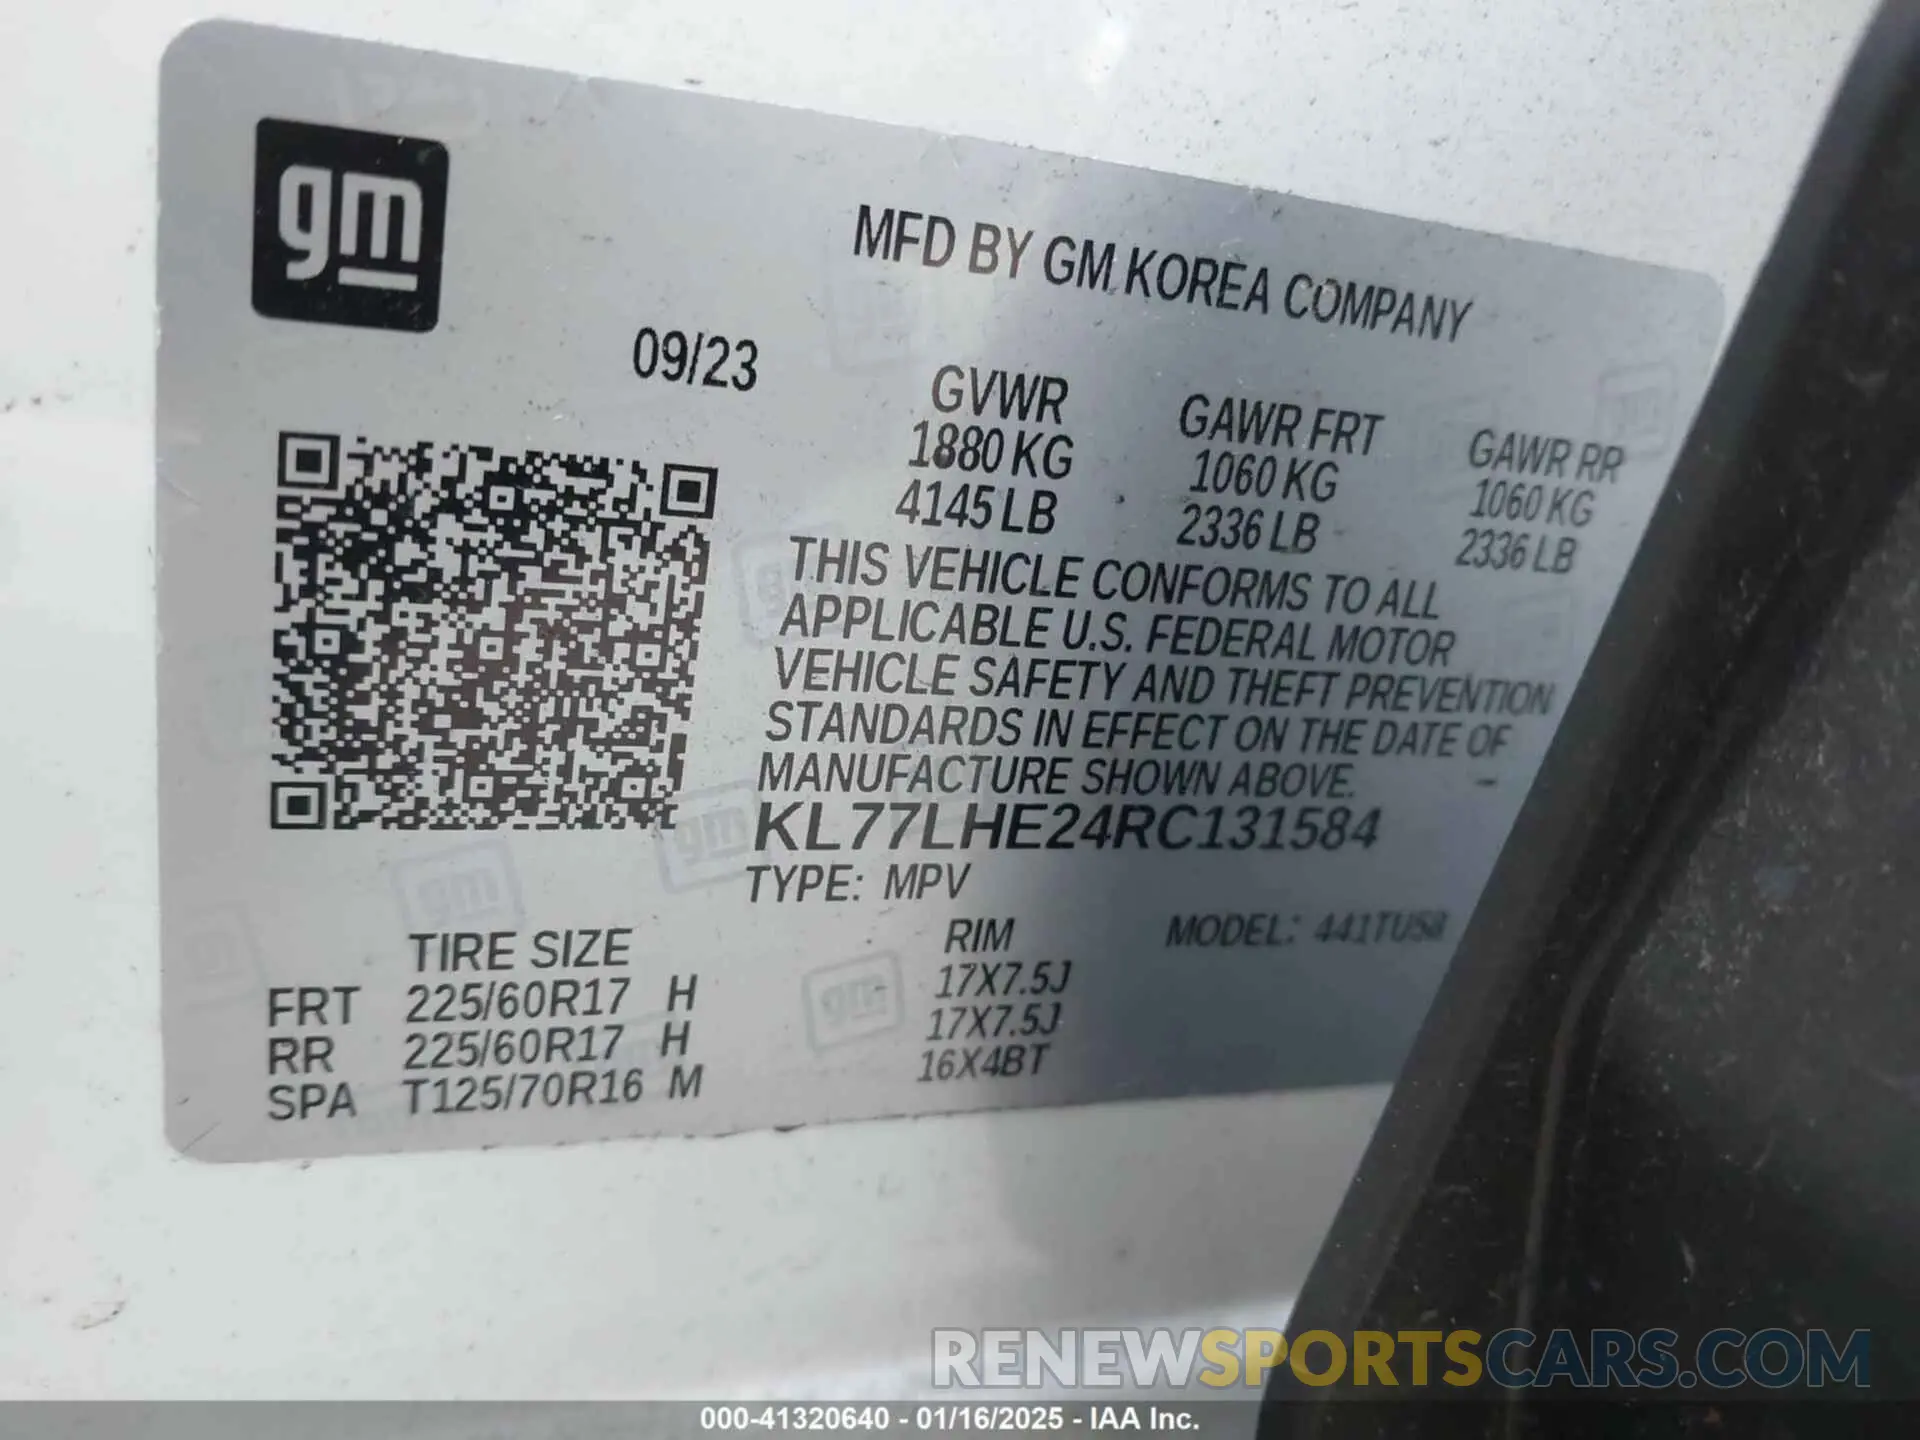 gm
MFD BY GM KOREA COMPANY
09/23
GVWR GAWR FRT GAWR RR
1880 KG 1060 KG 1060 KG
4145 LB 2336 LB 2336 LB
THIS VEHICLE CONFORMS TO ALL
APPLICABLE U.S. FEDERAL MOTOR
VEHICLE SAFETY AND THEFT PREVENTION
STANDARDS IN EFFECT ON THE DATE OF
MANUFACTURE SHOWN ABOVE.
KL77LHE24RC131584
TYPE: MPV
MODEL: 441TU58
TIRE SIZE RIM
FRT 225/60R17 H 17X7.5J
RR 225/60R17 H 17X7.5J
SPA T125/70R16 M 16X4BT
RENEWSPORTSCARS.COM
000-41320640 - 01/16/2025 - IAA Inc.